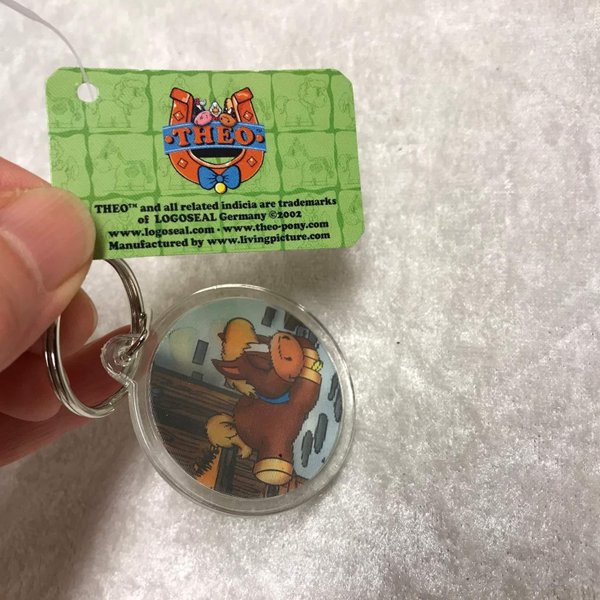 THEO™
THEO™ and all related indicia are trademarks
of LOGOSEAL Germany ©2002
www.logoseal.com - www.theo-pony.com
Manufactured by www.livingpicture.com